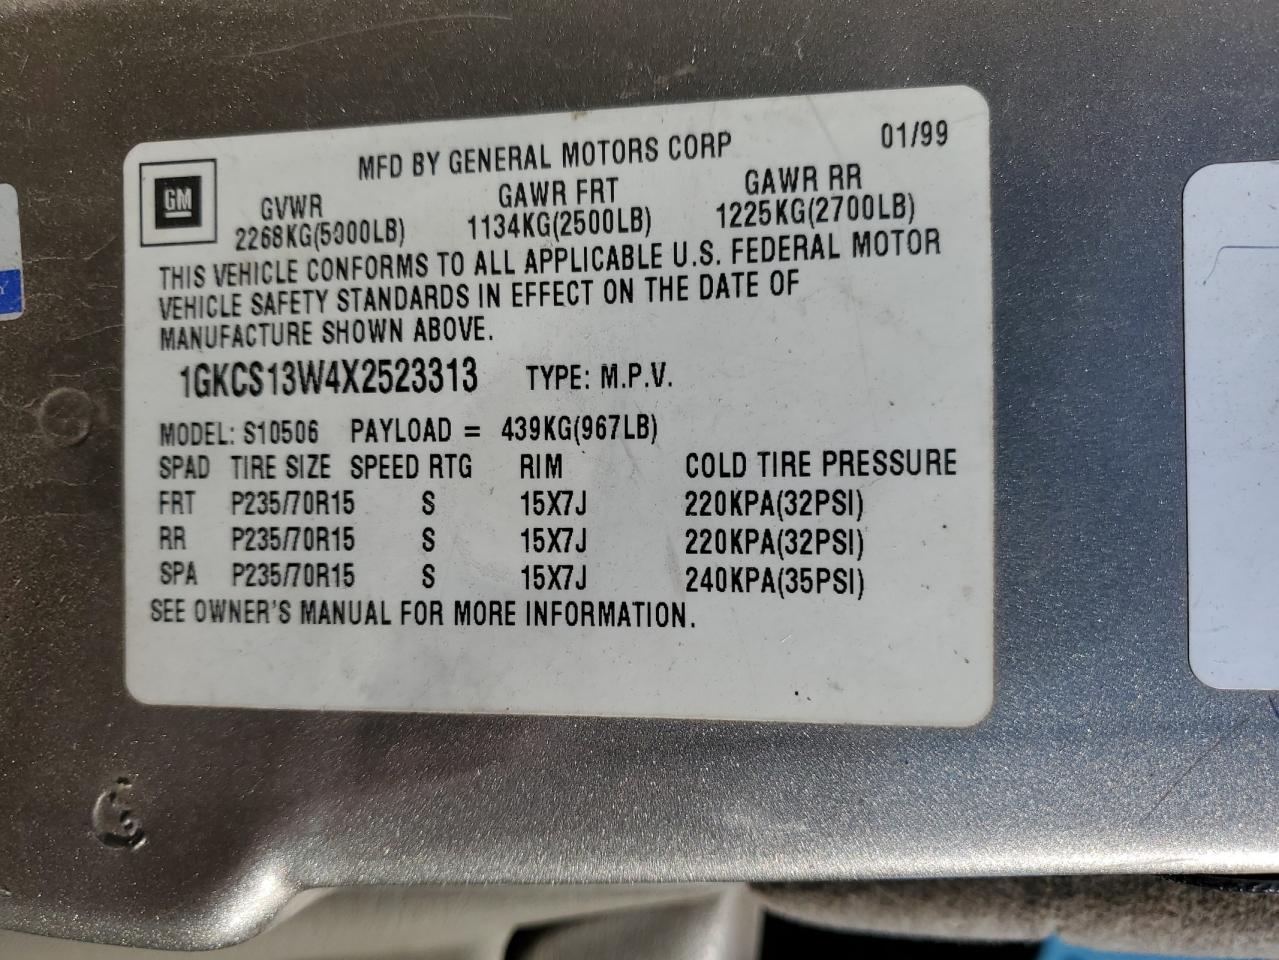 MFD BY GENERAL MOTORS CORP 01/99
GM
GVWR GAWR FRT GAWR RR
2268KG(5000LB) 1134KG(2500LB) 1225KG(2700LB)
THIS VEHICLE CONFORMS TO ALL APPLICABLE U.S. FEDERAL MOTOR
VEHICLE SAFETY STANDARDS IN EFFECT ON THE DATE OF
MANUFACTURE SHOWN ABOVE.
1GKCS13W4X2523313 TYPE: M.P.V.
MODEL: S10506 PAYLOAD = 439KG(967LB)
SPAD TIRE SIZE SPEED RTG RIM COLD TIRE PRESSURE
FRT P235/70R15 S 15X7J 220KPA(32PSI)
RR P235/70R15 S 15X7J 220KPA(32PSI)
SPA P235/70R15 S 15X7J 240KPA(35PSI)
SEE OWNER'S MANUAL FOR MORE INFORMATION.